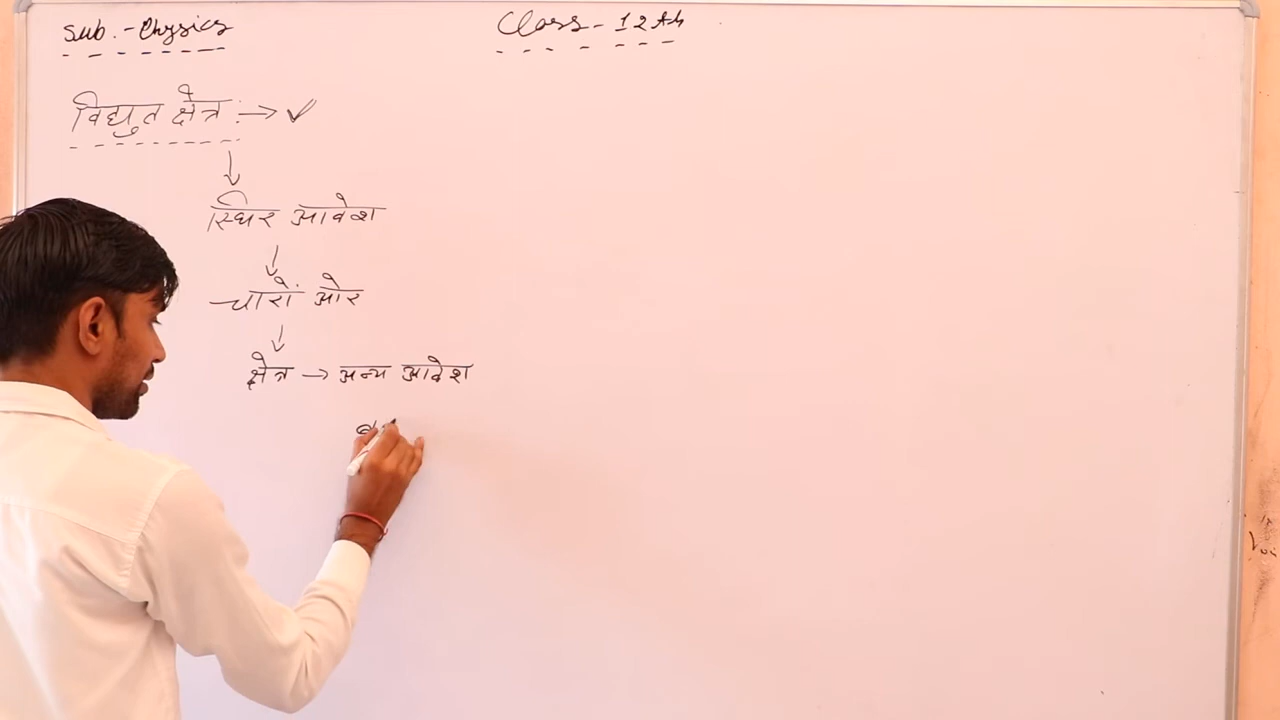 Sub. - Physics
Class - 12th
विद्युत क्षेत्र :→ ✓
↓
स्थिर आवेश
↓
चारों ओर
↓
क्षेत्र → अन्य आवेश